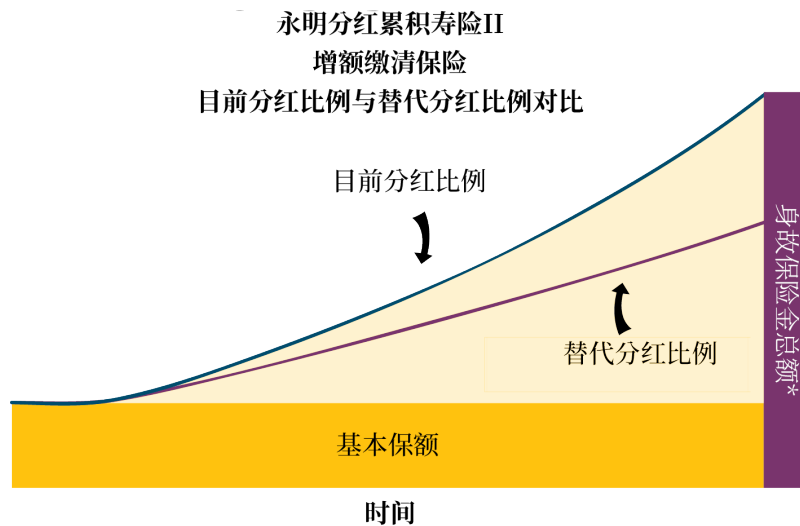 永明分红累积寿险II
增额缴清保险
目前分红比例与替代分红比例对比
目前分红比例
替代分红比例
身故保险金总额*
基本保额
时间